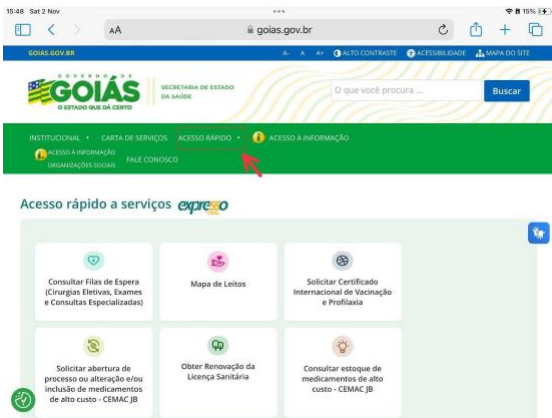 15:48 Sat 2 Nov
15%
AA
goias.gov.br
GOIAS.GOV.BR
A- A A+ ALTO CONTRASTE ACESSIBILIDADE MAPA DO SITE
GOVERNO DE
GOIÁS
O ESTADO QUE DÁ CERTO
SECRETARIA DE ESTADO
DA SAÚDE
O que você procura ...
Buscar
INSTITUCIONAL CARTA DE SERVIÇOS ACESSO RÁPIDO ACESSO À INFORMAÇÃO
ACESSO À INFORMAÇÃO
ORGANIZAÇÕES SOCIAIS
FALE CONOSCO
Acesso rápido a serviços expresso
Consultar Filas de Espera
(Cirurgias Eletivas, Exames
e Consultas Especializadas)
Mapa de Leitos
Solicitar Certificado
Internacional de Vacinação
e Profilaxia
Solicitar abertura de
processo ou alteração e/ou
inclusão de medicamentos
de alto custo - CEMAC JB
Obter Renovação da
Licença Sanitária
Consultar estoque de
medicamentos de alto
custo - CEMAC JB